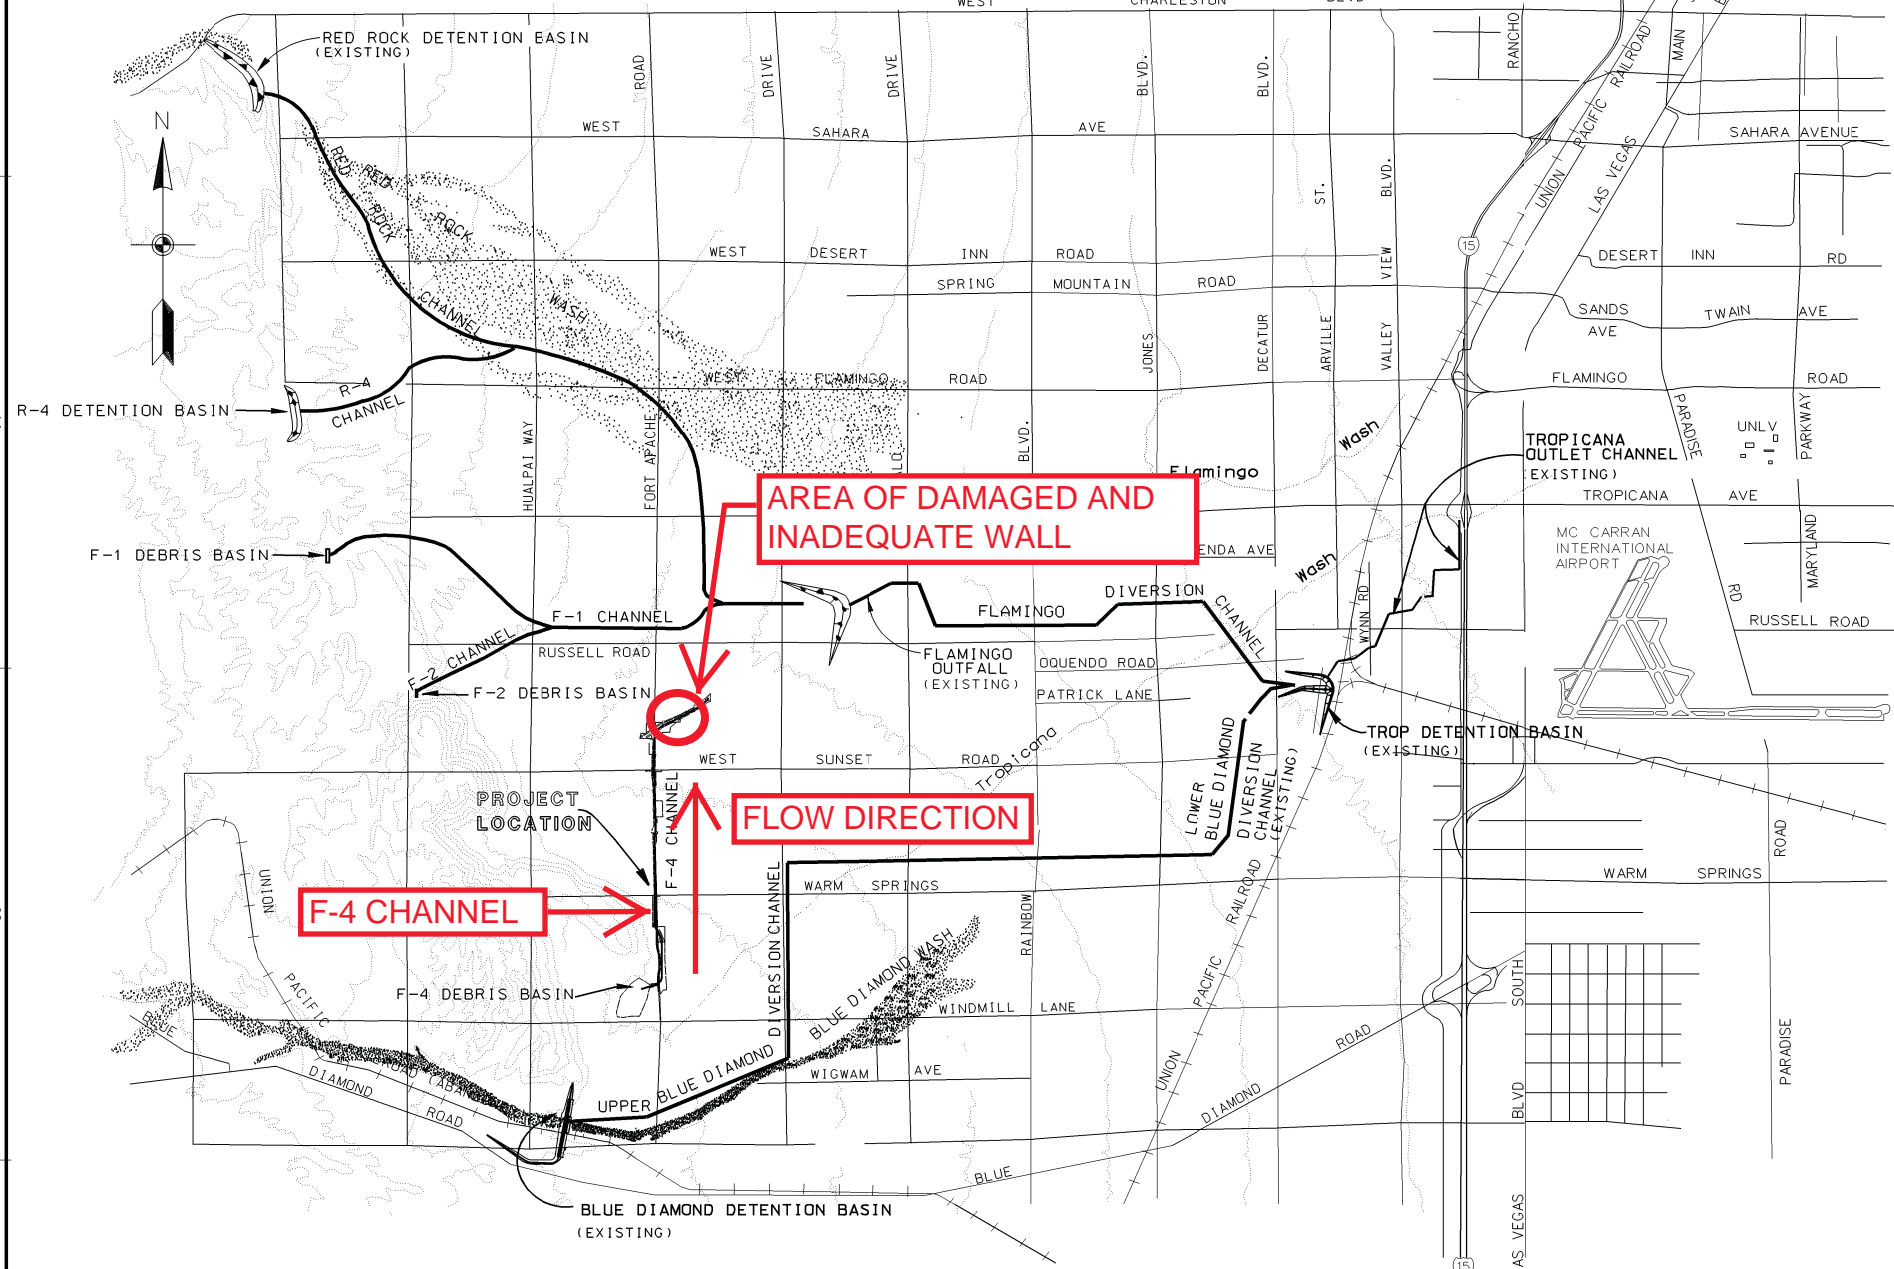 WEST CHARLESTON BLVD
RED ROCK DETENTION BASIN
(EXISTING)
N
ROAD
DRIVE
DRIVE
BLVD.
BLVD.
RANCHO
UNION PACIFIC RAILROAD
MAIN
LAS VEGAS
WEST SAHARA AVE
SAHARA AVENUE
RED ROCK CHANNEL
RED ROCK WASH
ST.
BLVD.
15
WEST DESERT INN ROAD
DESERT INN RD
SPRING MOUNTAIN ROAD
SANDS
AVE
TWAIN AVE
JONES
DECATUR
ARVILLE
VALLEY VIEW
R-4 DETENTION BASIN
R-4
CHANNEL
WEST FLAMINGO ROAD
FLAMINGO ROAD
HUALPAI WAY
FORT APACHE
BLVD.
PARADISE
RD
UNLV
PARKWAY
MARYLAND
Flamingo Wash
TROPICANA
OUTLET CHANNEL
(EXISTING)
TROPICANA AVE
AREA OF DAMAGED AND
INADEQUATE WALL
ENDA AVE
MC CARRAN
INTERNATIONAL
AIRPORT
F-1 DEBRIS BASIN
F-1 CHANNEL
F-2 CHANNEL
F-2 DEBRIS BASIN
RUSSELL ROAD
RUSSELL ROAD
FLAMINGO DIVERSION CHANNEL
FLAMINGO
OUTFALL
(EXISTING)
OQUENDO ROAD
PATRICK LANE
WYNN RD
Tropicana Wash
TROP DETENTION BASIN
(EXISTING)
WEST SUNSET ROAD
PROJECT
LOCATION
F-4 CHANNEL
FLOW DIRECTION
LOWER
BLUE DIAMOND
DIVERSION
CHANNEL
(EXISTING)
F-4 CHANNEL
WARM SPRINGS
WARM SPRINGS
ROAD
UNION
PACIFIC
RAINBOW
UNION PACIFIC RAILROAD
F-4 DEBRIS BASIN
DIVERSION CHANNEL
BLUE DIAMOND WASH
WINDMILL LANE
WIGWAM AVE
UPPER BLUE DIAMOND
BLUE
DIAMOND
ROAD
BLUE DIAMOND ROAD
SOUTH
BLVD
PARADISE
BLUE DIAMOND DETENTION BASIN
(EXISTING)
15